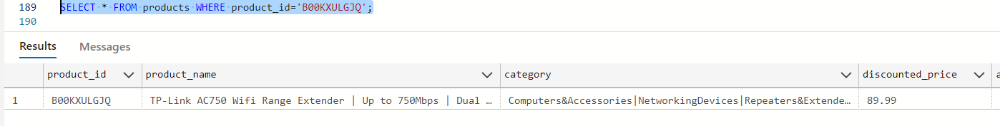 189 SELECT * FROM products WHERE product_id='B00KXULGJQ';
190
Results Messages
product_id product_name category discounted_price a
1 B00KXULGJQ TP-Link AC750 Wifi Range Extender | Up to 750Mbps | Dual … Computers&Accessories|NetworkingDevices|Repeaters&Extende… 89.99